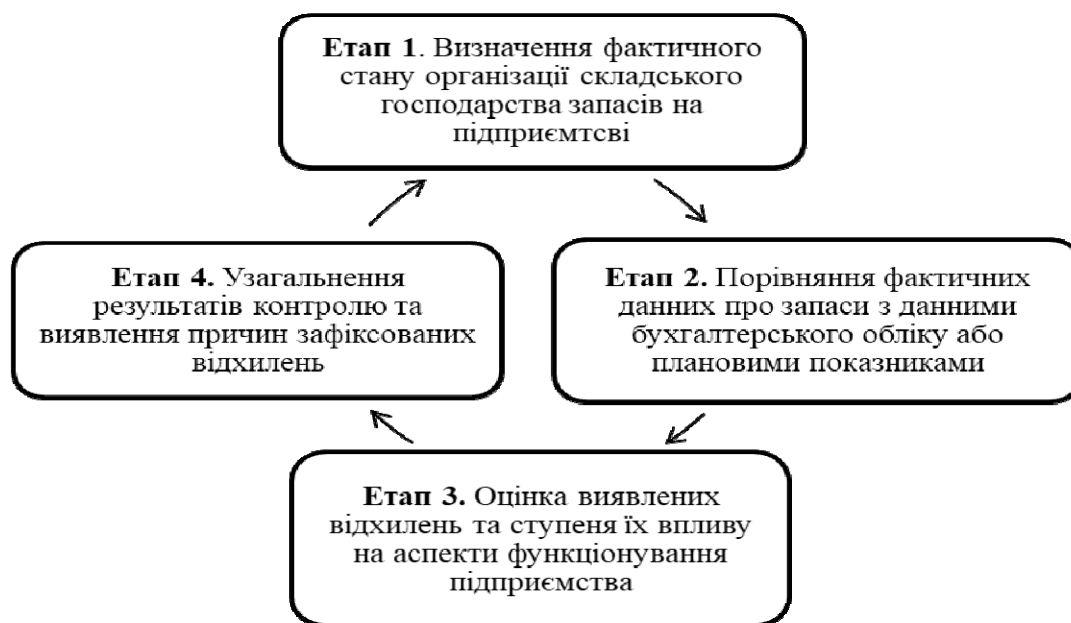 Етап 1. Визначення фактичного
стану організації складського
господарства запасів на
підприємтсві
Етап 2. Порівняння фактичних
данних про запаси з данними
бухгалтерського обліку або
плановими показниками
Етап 3. Оцінка виявлених
відхилень та ступеня їх впливу
на аспекти функціонування
підприємства
Етап 4. Узагальнення
результатів контролю та
виявлення причин зафіксованих
відхилень